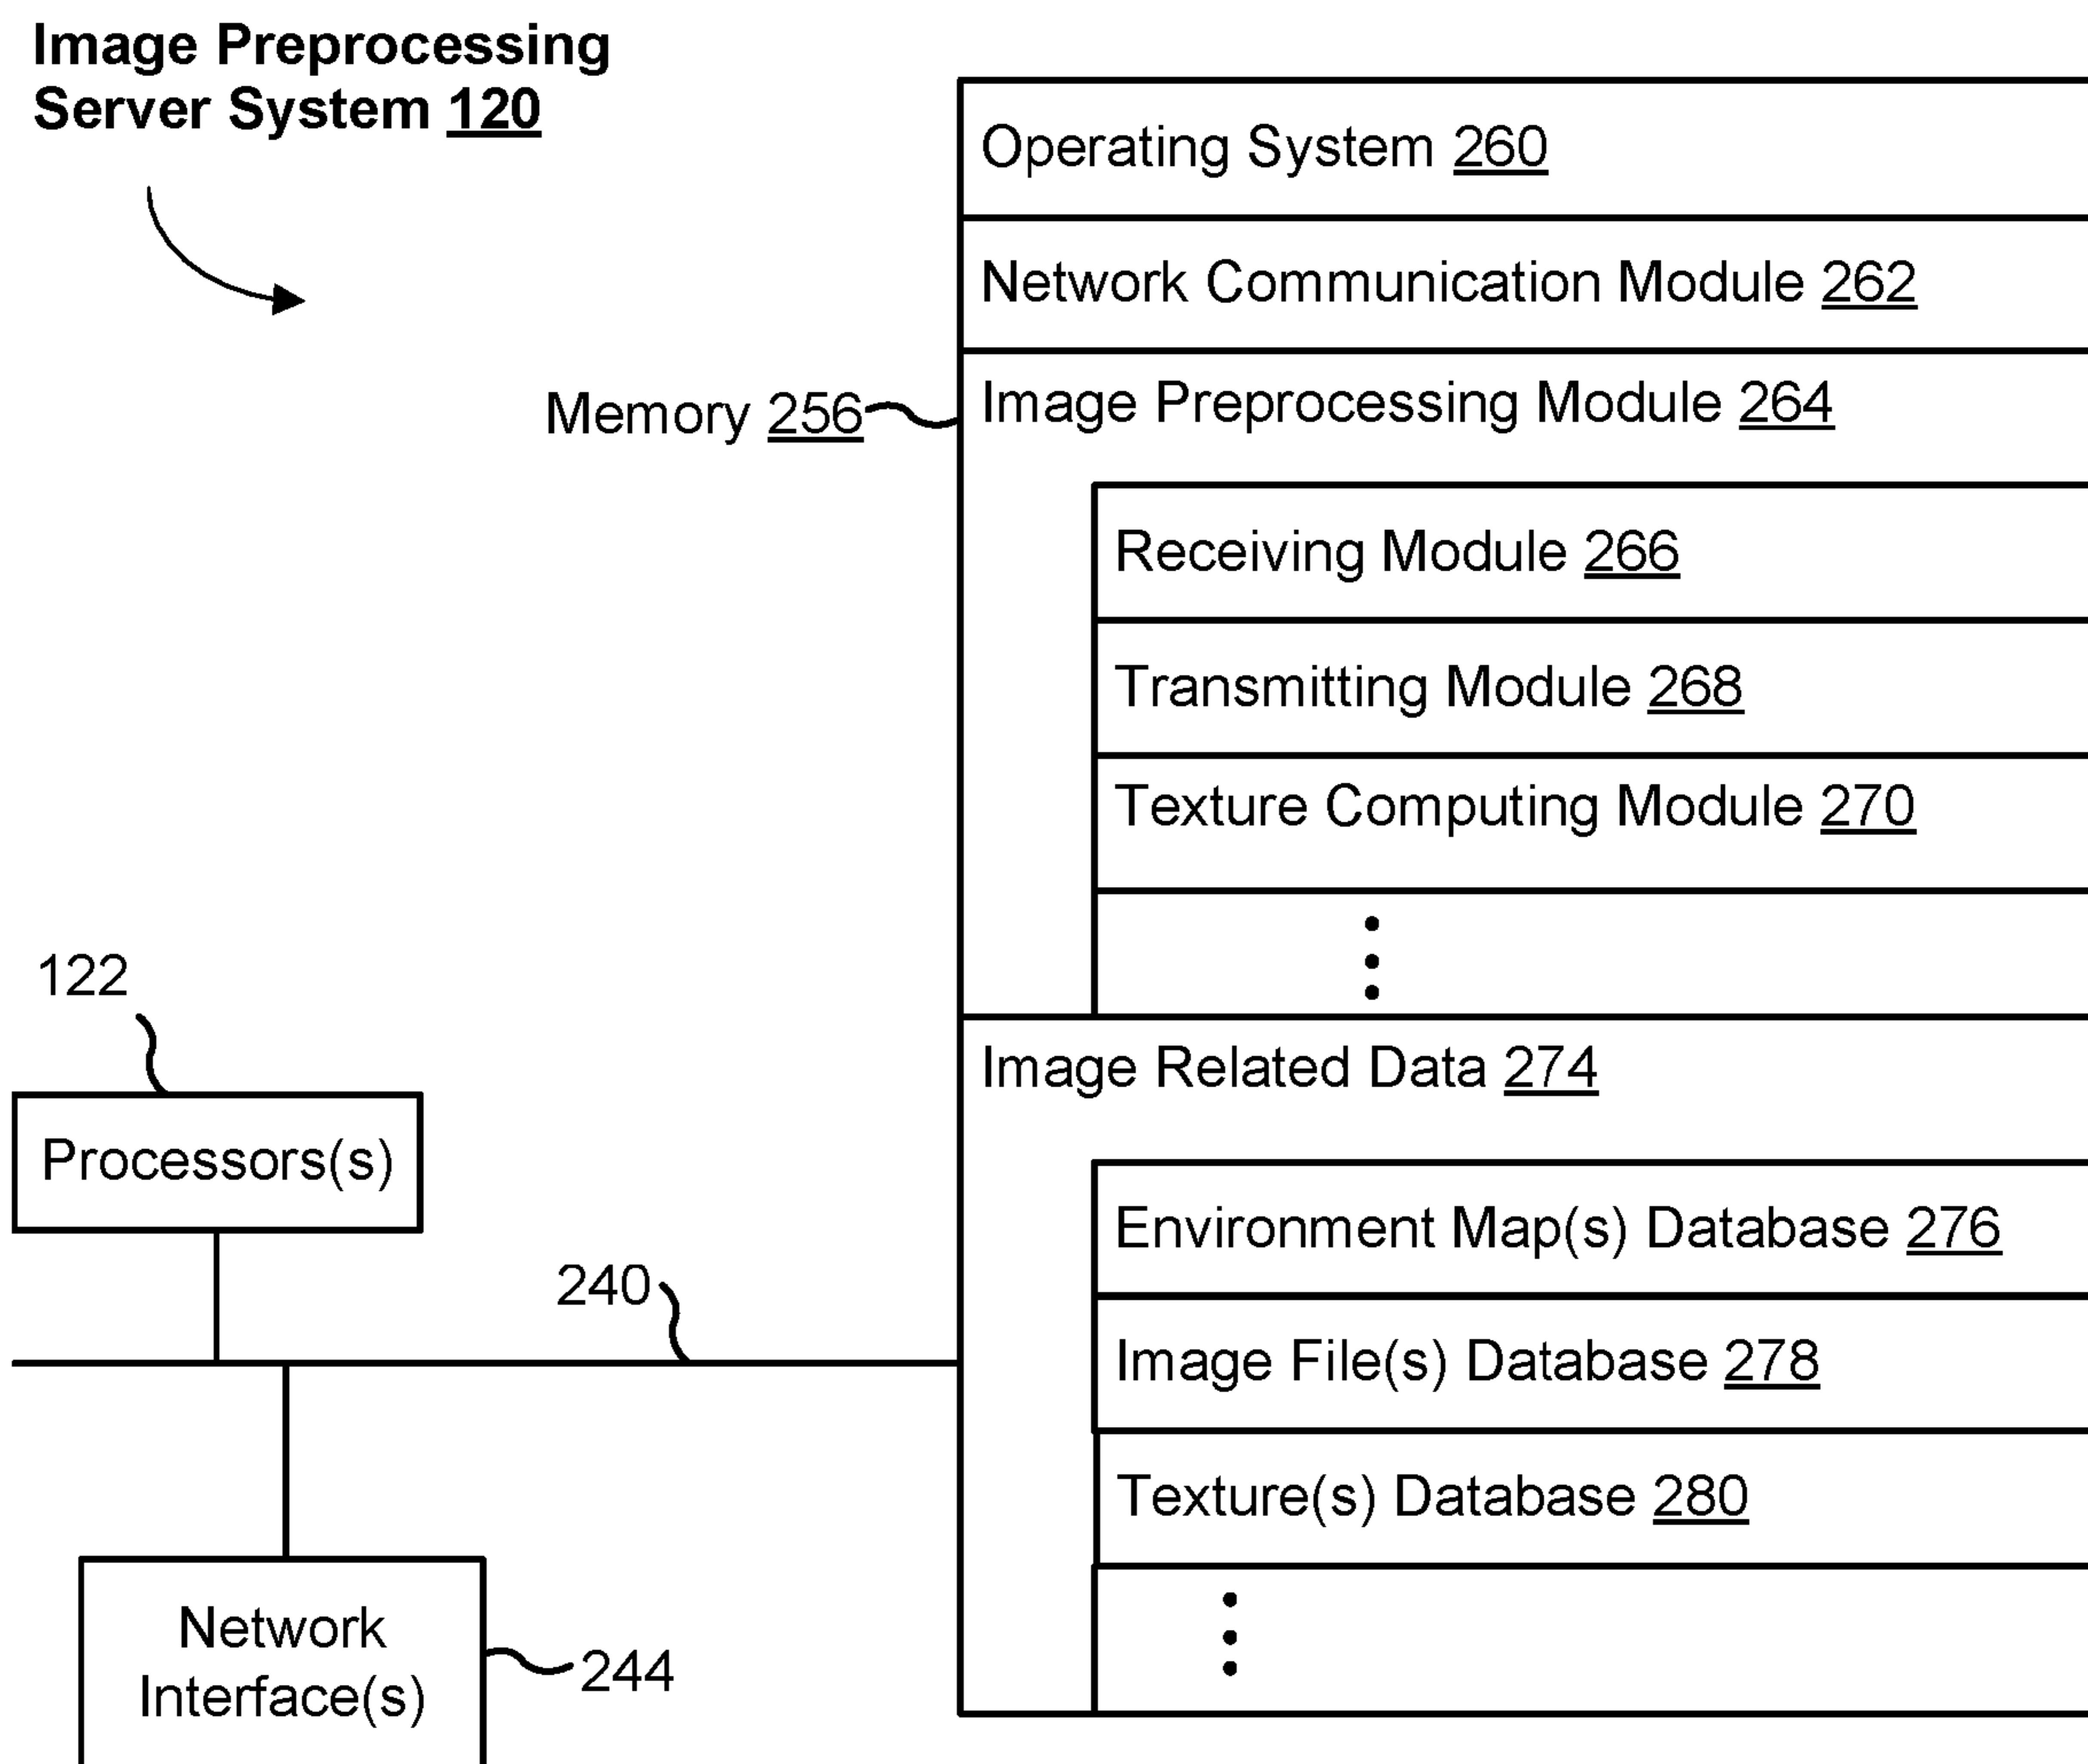 Image Preprocessing
Server System 120
Operating System 260
Network Communication Module 262
Memory 256
Image Preprocessing Module 264
Receiving Module 266
Transmitting Module 268
Texture Computing Module 270
Image Related Data 274
Environment Map(s) Database 276
Image File(s) Database 278
Texture(s) Database 280
122
Processors(s)
240
Network
Interface(s)
244